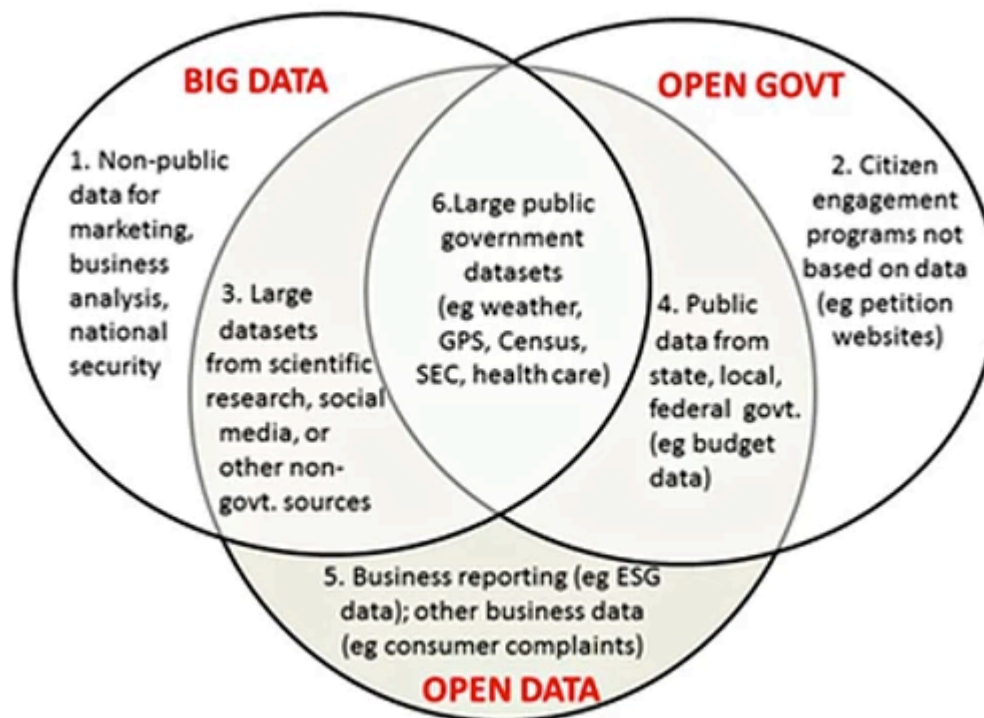 BIG DATA
OPEN GOVT
1. Non-public
data for
marketing,
business
analysis,
national
security
2. Citizen
engagement
programs not
based on data
(eg petition
websites)
6.Large public
government
datasets
(eg weather,
GPS, Census,
SEC, health care)
3. Large
datasets
from scientific
research, social
media, or
other non-
govt. sources
4. Public
data from
state, local,
federal govt.
(eg budget
data)
5. Business reporting (eg ESG
data); other business data
(eg consumer complaints)
OPEN DATA